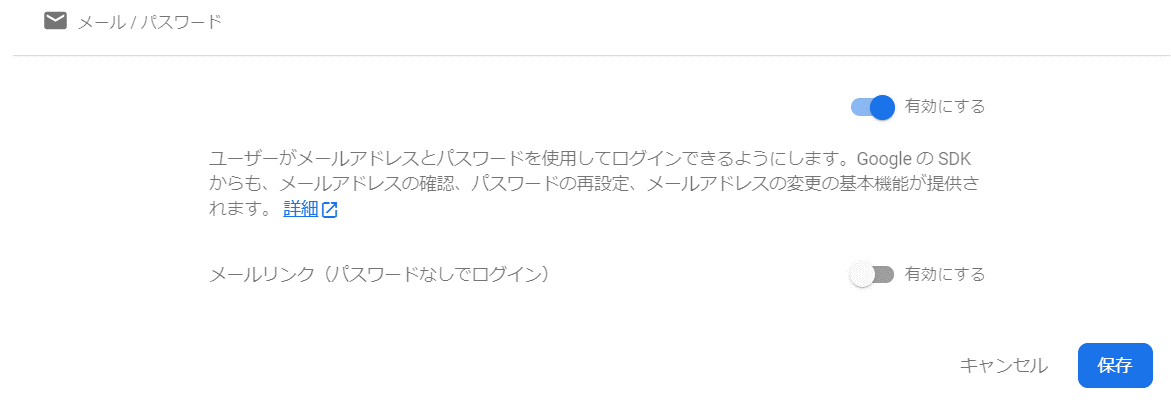 メール / パスワード
有効にする
ユーザーがメールアドレスとパスワードを使用してログインできるようにします。Google の SDK
からも、メールアドレスの確認、パスワードの再設定、メールアドレスの変更の基本機能が提供さ
れます。 詳細
メールリンク（パスワードなしでログイン）
有効にする
キャンセル
保存